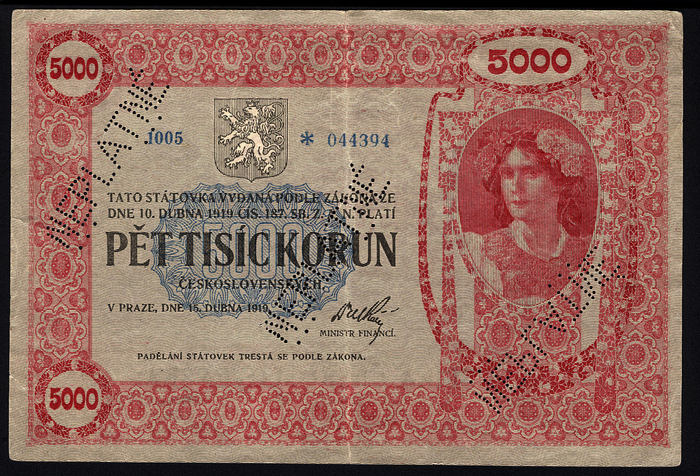 5000
5000
NEPLATNÉ
1005
* 044394
TATO STÁTOVKA VYDANÁ PODLE ZÁKONA ZE
DNE 10. DUBNA 1919 ČÍS. 187. SB. Z. A N. PLATÍ
PĚT TISÍC KORUN
5000
ČESKOSLOVENSKÝCH.
V PRAZE, DNE 15. DUBNA 1919
NEPLATNÉ
MINISTR FINANCÍ.
NEPLATNÉ
PADĚLÁNÍ STÁTOVEK TRESTÁ SE PODLE ZÁKONA.
5000